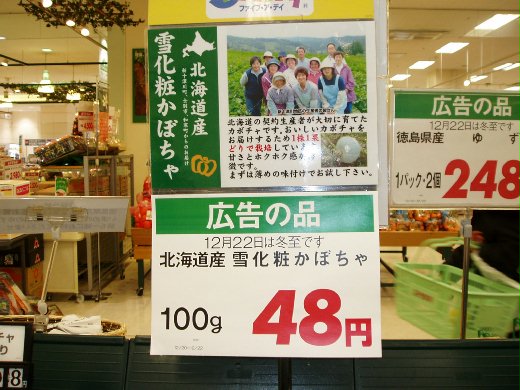 ファイブ・ア・デイ
北海道産
雪化粧かぼちゃ
北海道の契約生産者が大切に育てた
カボチャです。おいしいカボチャを
お届けするため1株1果
どりで栽培しています。
甘さとホクホク感が特
徴です。
まずは薄めの味付けでお試し下さい。
広告の品
12月22日は冬至です
北海道産 雪化粧かぼちゃ
100g 48円
広告の品
12月22日は冬至です
徳島県産 ゆず
1パック・2個 248